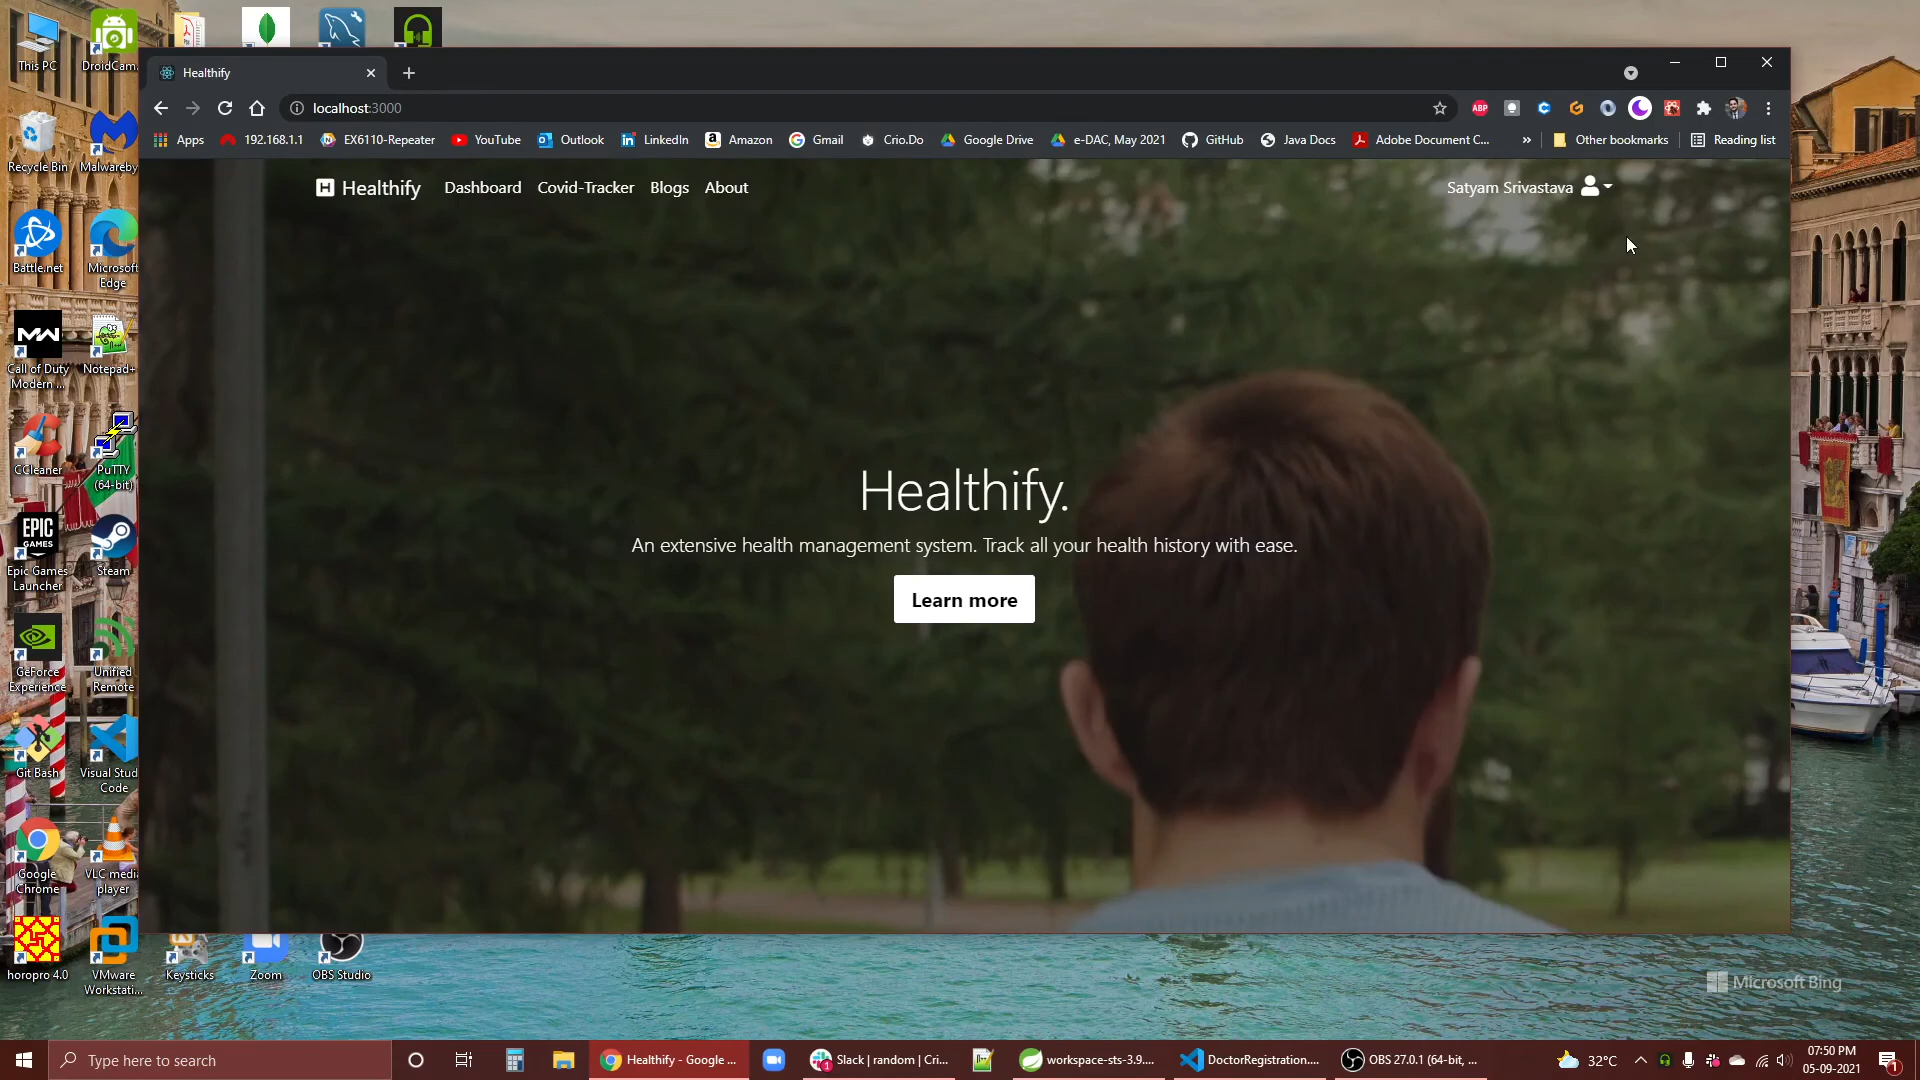 This PC
DroidCam
Recycle Bin
Malwareby
Battle.net
Microsoft
Edge
Call of Duty
Modern ...
Notepad+
CCleaner
PuTTY
(64-bit)
EPIC
GAMES
Epic Games
Launcher
Steam
GeForce
Experience
Unified
Remote
Git Bash
Visual Stud
Code
Google
Chrome
VLC medi
player
horopro 4.0
VMware
Workstati...
Keysticks
Zoom
OBS Studio
Healthify
localhost:3000
ABP
Apps
192.168.1.1
EX6110-Repeater
YouTube
Outlook
LinkedIn
Amazon
Gmail
Crio.Do
Google Drive
e-DAC, May 2021
GitHub
Java Docs
Adobe Document C...
»
Other bookmarks
Reading list
H Healthify
Dashboard
Covid-Tracker
Blogs
About
Satyam Srivastava
Healthify.
An extensive health management system. Track all your health history with ease.
Learn more
Microsoft Bing
Type here to search
Healthify - Google ...
Slack | random | Cri...
workspace-sts-3.9....
DoctorRegistration....
OBS 27.0.1 (64-bit, ...
32°C
07:50 PM
05-09-2021
1